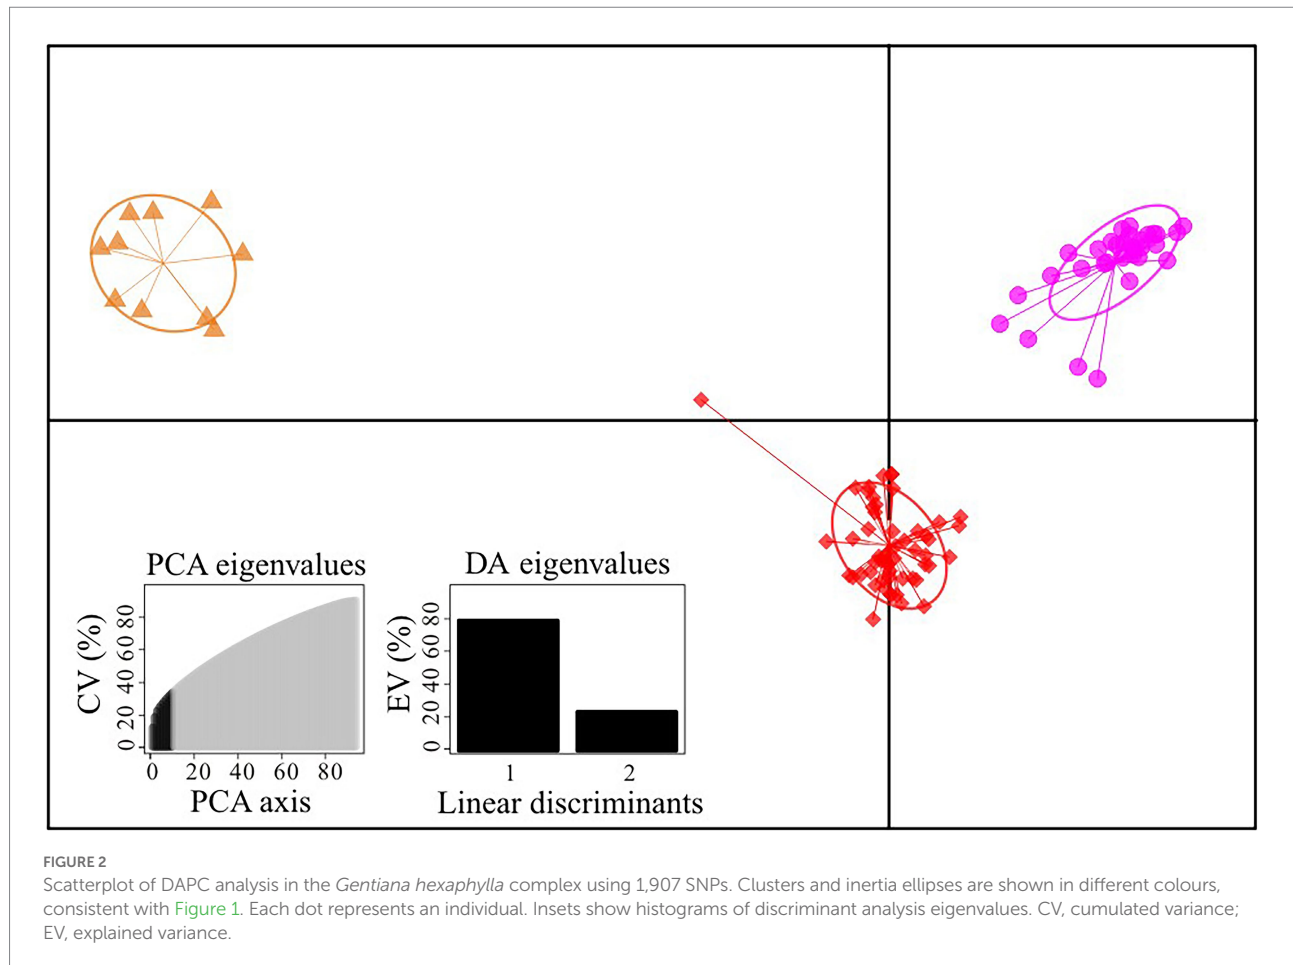 PCA eigenvalues
CV (%)
0 20 40 60 80
0 20 40 60 80
PCA axis
DA eigenvalues
EV (%)
0 20 40 60 80
1 2
Linear discriminants
FIGURE 2
Scatterplot of DAPC analysis in the Gentiana hexaphylla complex using 1,907 SNPs. Clusters and inertia ellipses are shown in different colours,
consistent with Figure 1. Each dot represents an individual. Insets show histograms of discriminant analysis eigenvalues. CV, cumulated variance;
EV, explained variance.